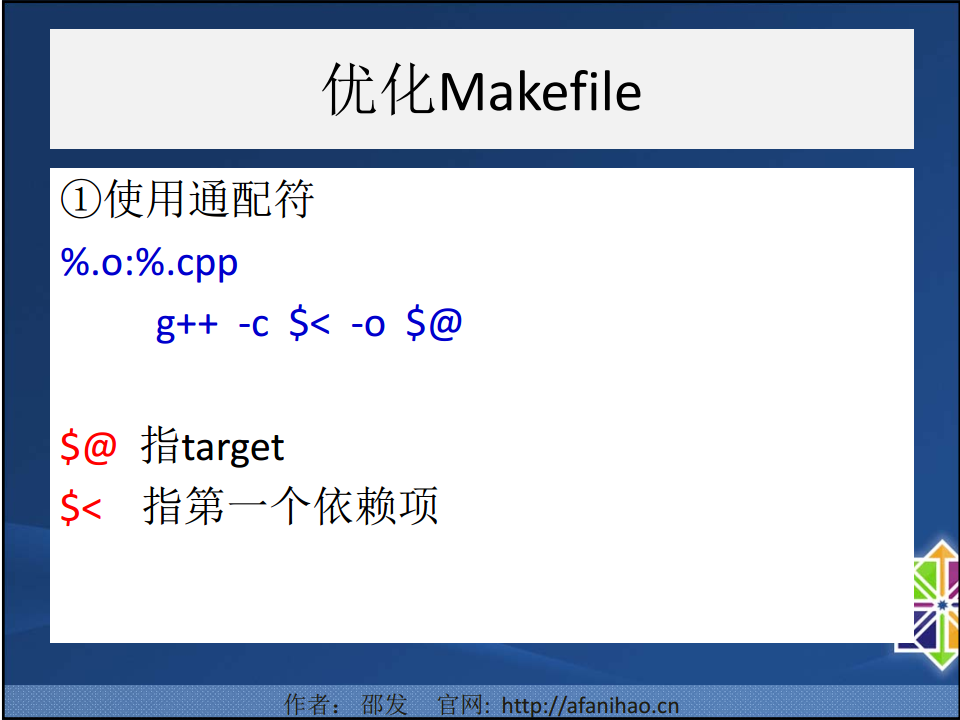 优化Makefile
①使用通配符
%.o:%.cpp
g++ -c $< -o $@
$@ 指target
$< 指第一个依赖项
作者： 邵发 官网: http://afanihao.cn